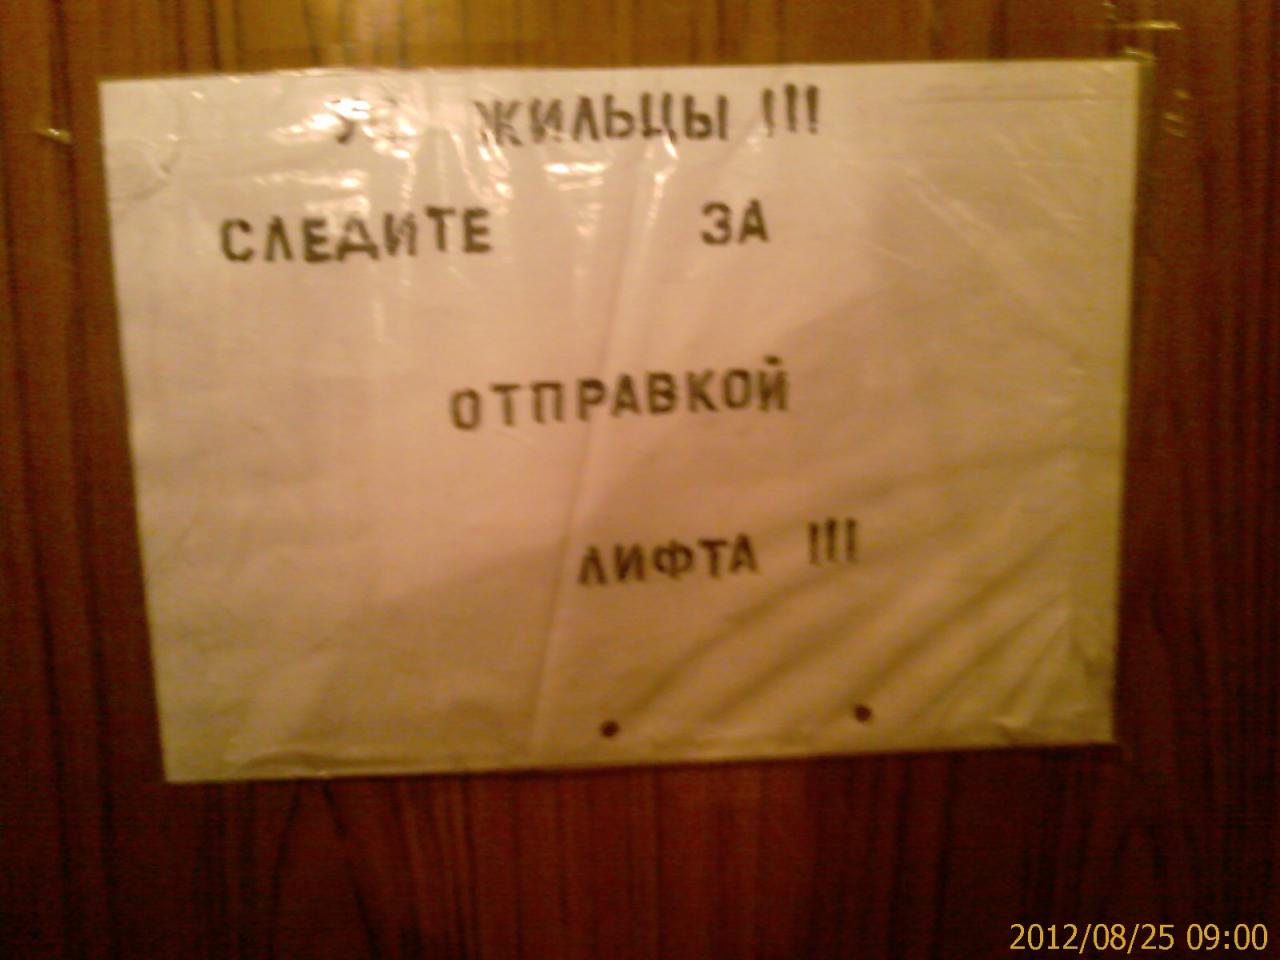 ЖИЛЬЦЫ !!!
СЛЕДИТЕ ЗА
ОТПРАВКОЙ
ЛИФТА !!!
2012/08/25 09:00